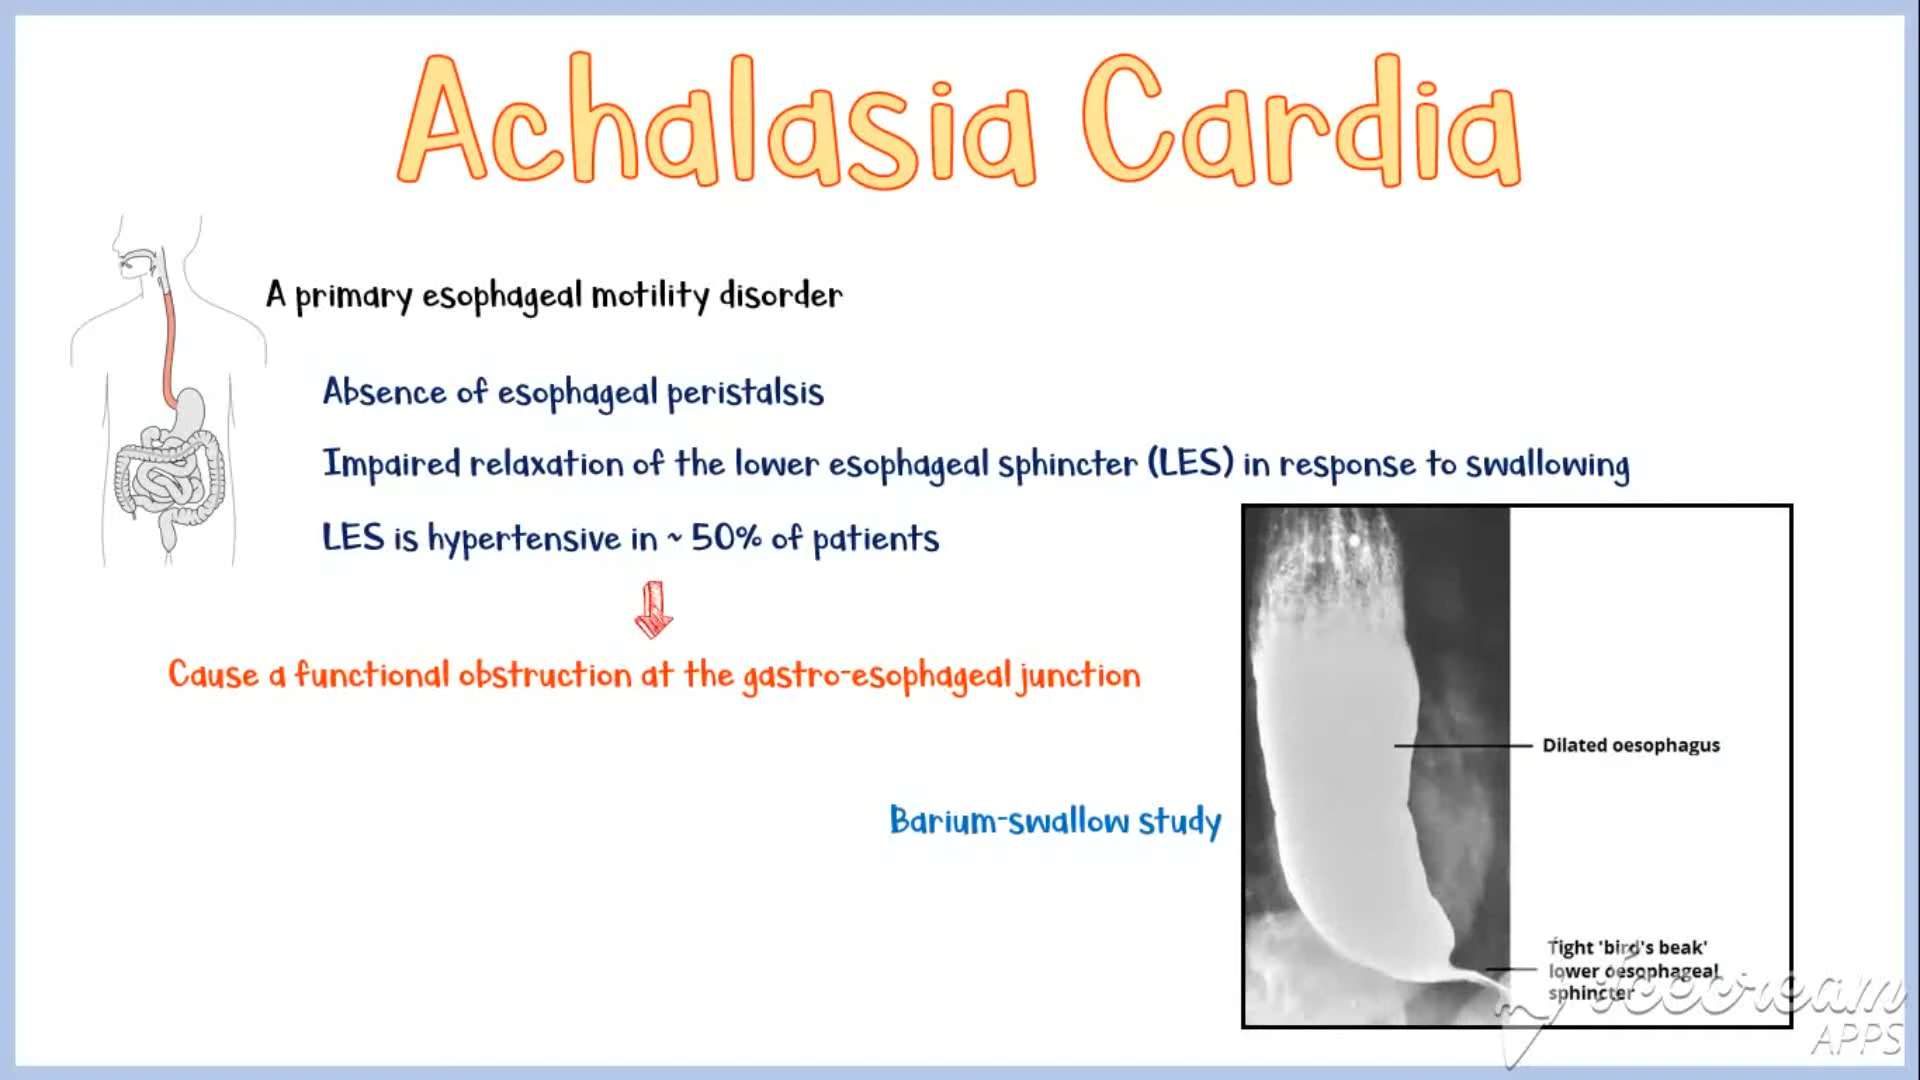 Achalasia Cardia
A primary esophageal motility disorder
Absence of esophageal peristalsis
Impaired relaxation of the lower esophageal sphincter (LES) in response to swallowing
LES is hypertensive in ~ 50% of patients
Cause a functional obstruction at the gastro-esophageal junction
Barium-swallow study
Dilated oesophagus
Tight 'bird's beak'
lower oesophageal
sphincter
Icecream
APPS